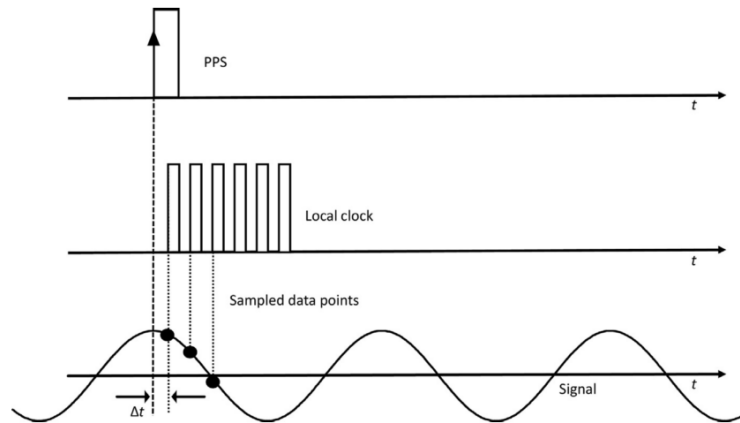 PPS
t
Local clock
t
Sampled data points
Signal
t
Δt